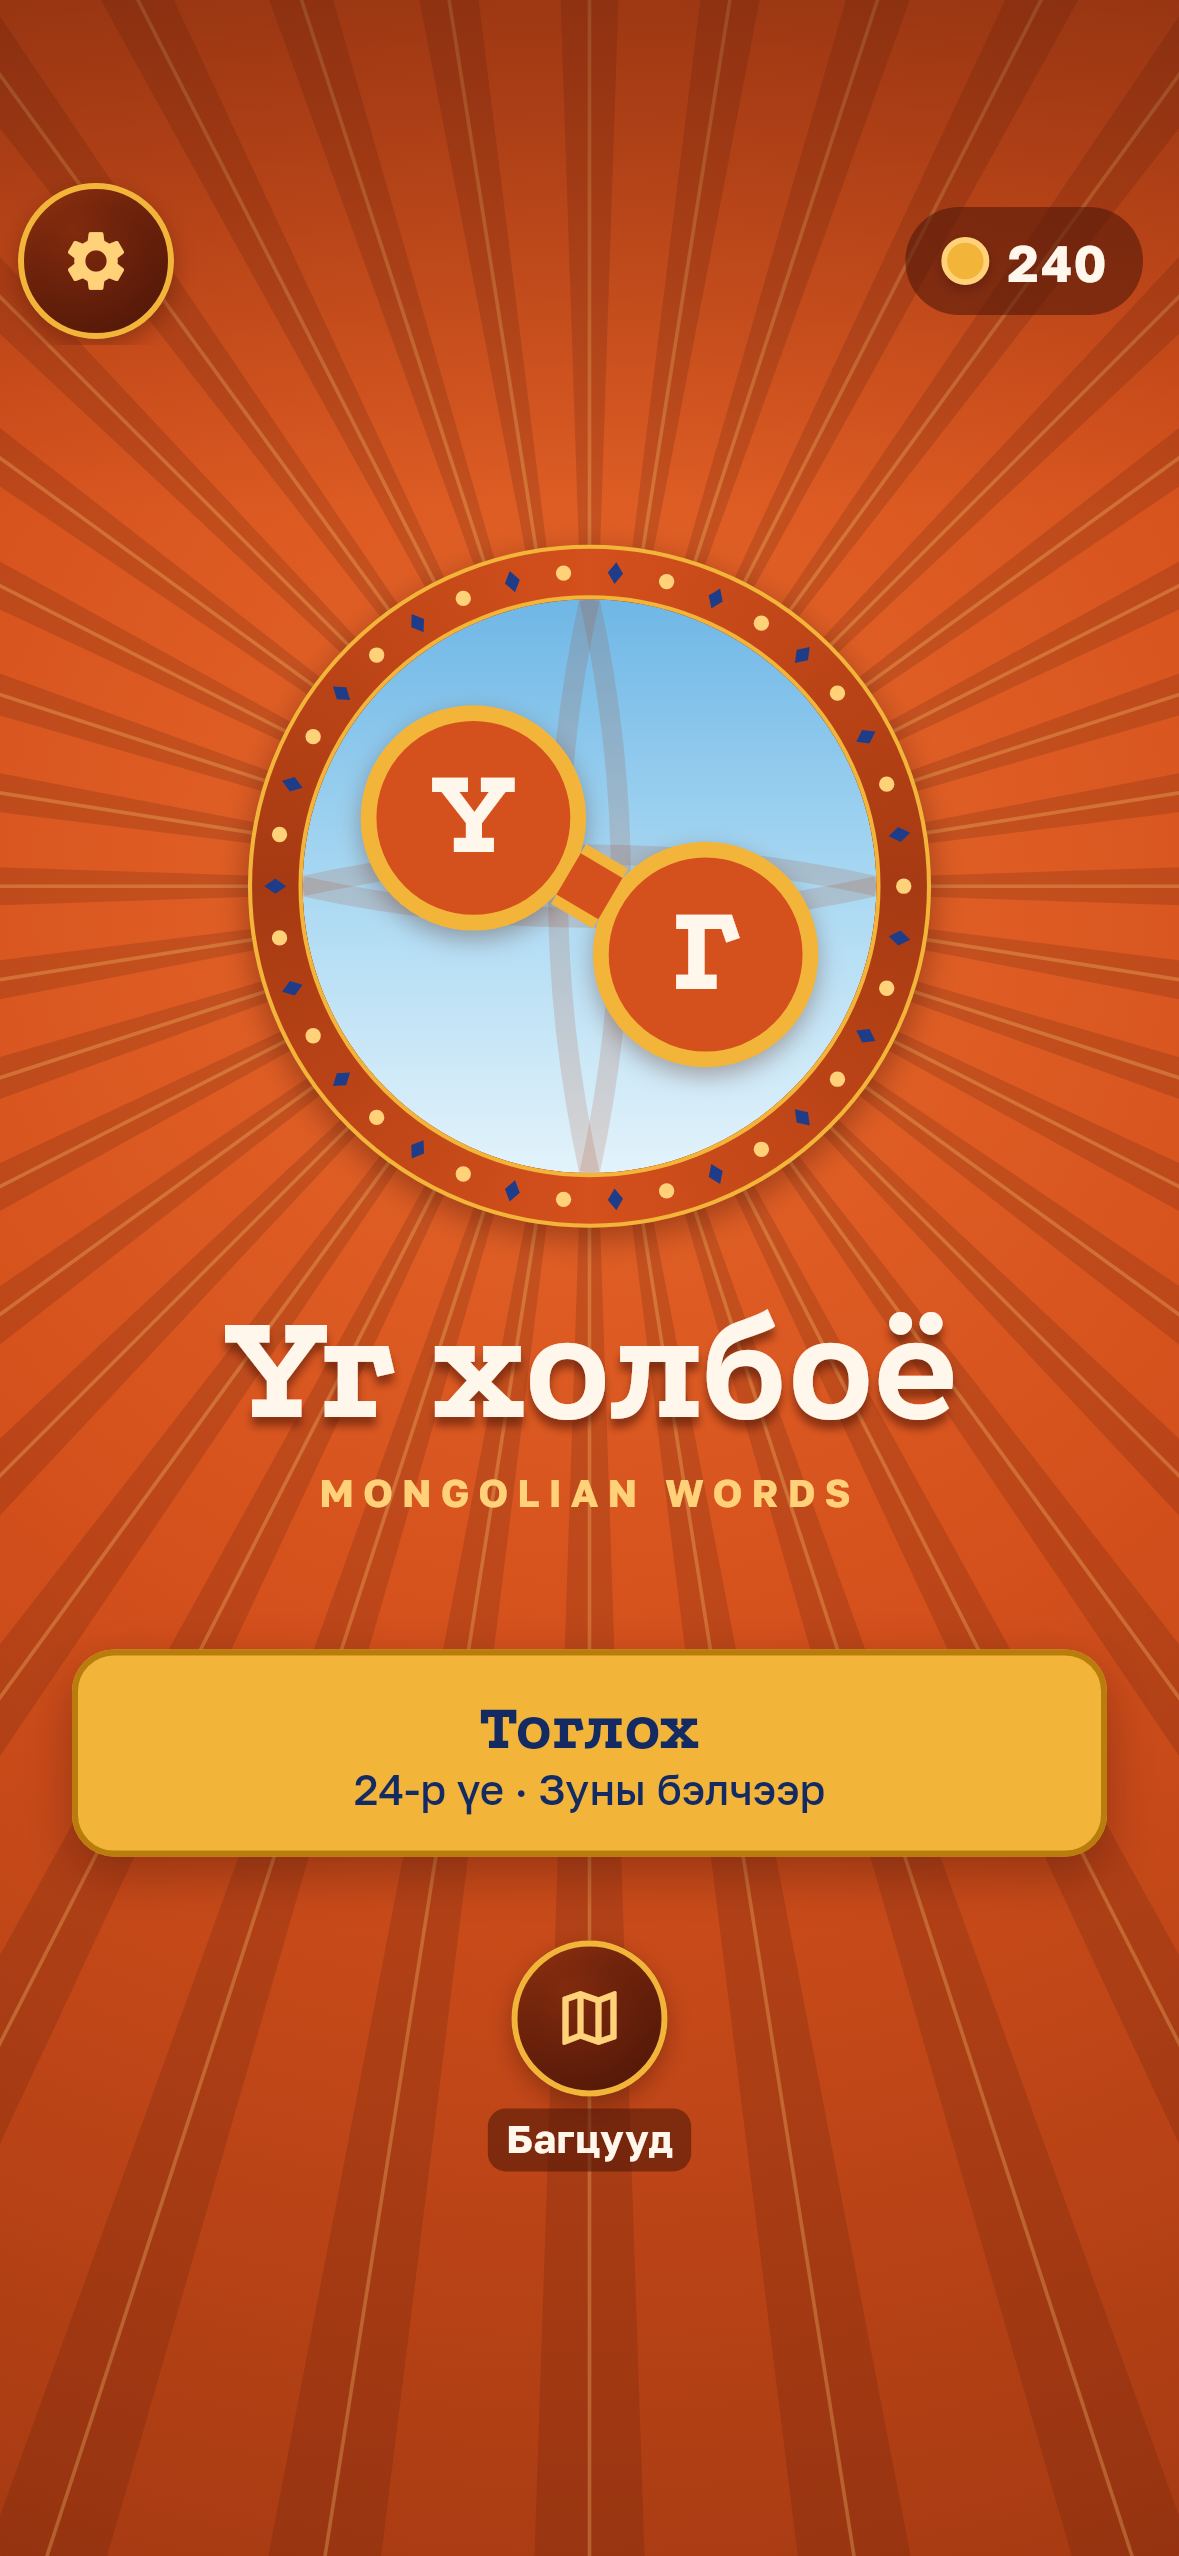 240
Ү
Г
Үг холбоё
MONGOLIAN WORDS
Тоглох
24-р үе · Зуны бэлчээр
Багцууд